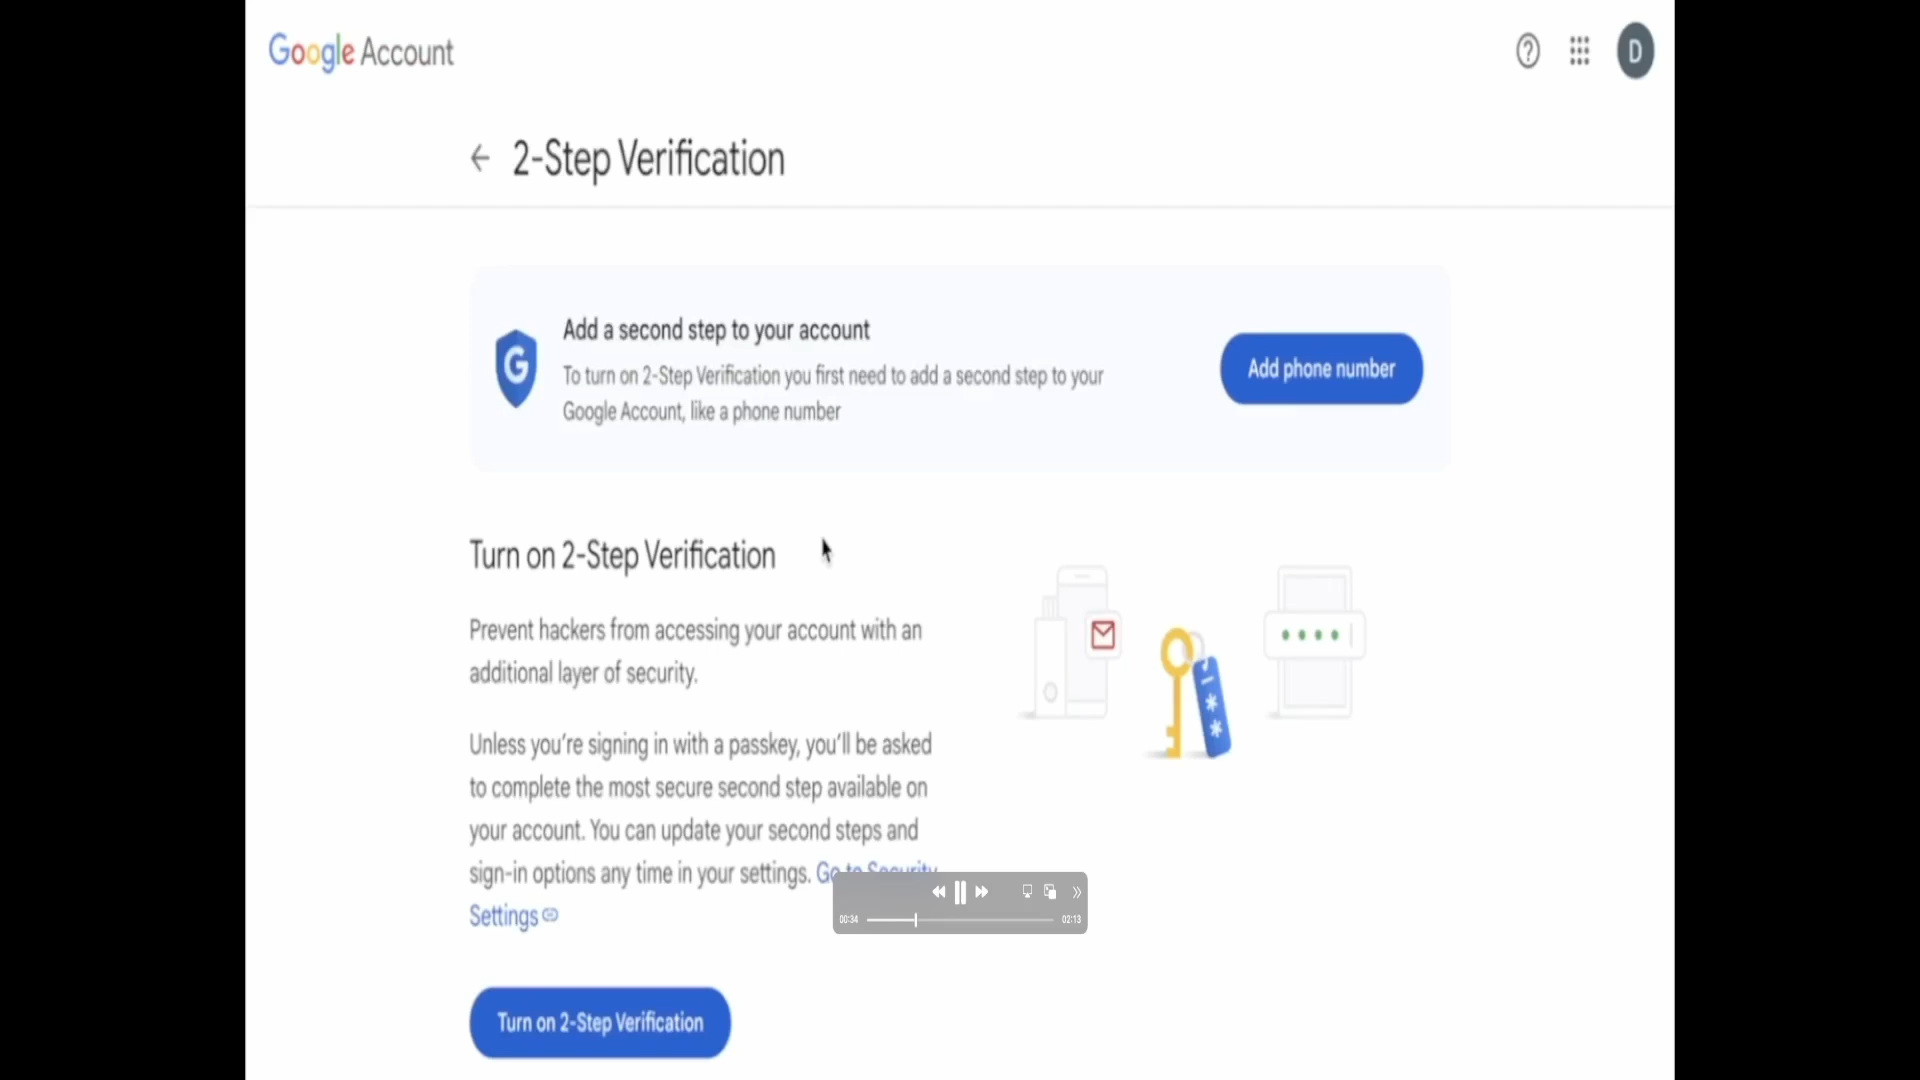 Google Account
D
2-Step Verification
Add a second step to your account
To turn on 2-Step Verification you first need to add a second step to your
Google Account, like a phone number
Add phone number
Turn on 2-Step Verification
Prevent hackers from accessing your account with an
additional layer of security.
Unless you’re signing in with a passkey, you’ll be asked
to complete the most secure second step available on
your account. You can update your second steps and
sign-in options any time in your settings. Go to Security
Settings
00:34
02:13
Turn on 2-Step Verification